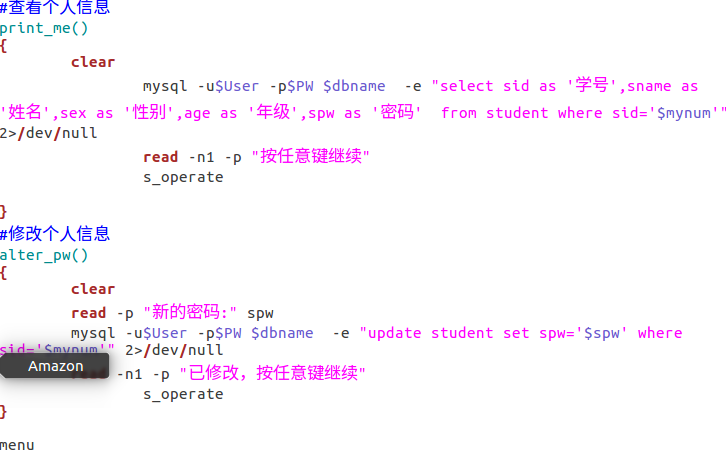 #查看个人信息
print_me()
{
clear
mysql -u$User -p$PW $dbname  -e "select sid as '学号',sname as
'姓名',sex as '性别',age as '年级',spw as '密码'  from student where sid='$mynum'"
2>/dev/null
read -n1 -p "按任意键继续"
s_operate
}
#修改个人信息
alter_pw()
{
clear
read -p "新的密码:" spw
mysql -u$User -p$PW $dbname  -e "update student set spw='$spw' where
sid='$mynum'" 2>/dev/null
Amazon
read -n1 -p "已修改，按任意键继续"
s_operate
}
menu